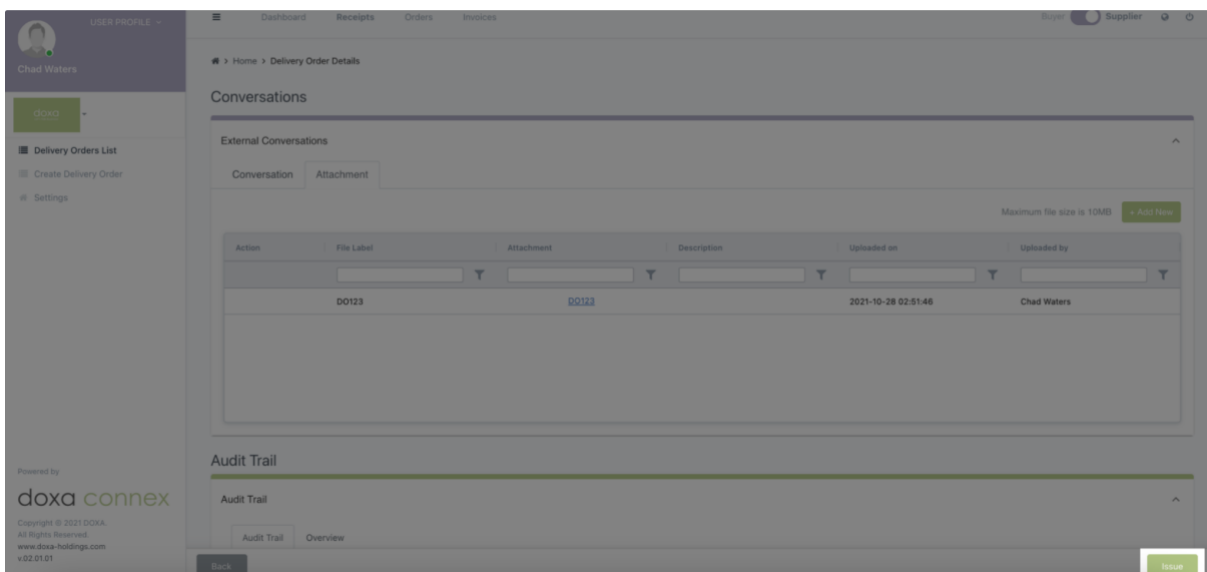 USER PROFILE
Chad Waters
doxa
Delivery Orders List
Create Delivery Order
Settings
Powered by
doxa connex
Copyright © 2021 DOXA.
All Rights Reserved.
www.doxa-holdings.com
v.02.01.01
Dashboard Receipts Orders Invoices
Buyer Supplier
> Home > Delivery Order Details
Conversations
External Conversations
Conversation Attachment
Maximum file size is 10MB + Add New
Action File Label Attachment Description Uploaded on Uploaded by
DO123 DO123 2021-10-28 02:51:46 Chad Waters
Audit Trail
Audit Trail
Audit Trail Overview
Back Issue